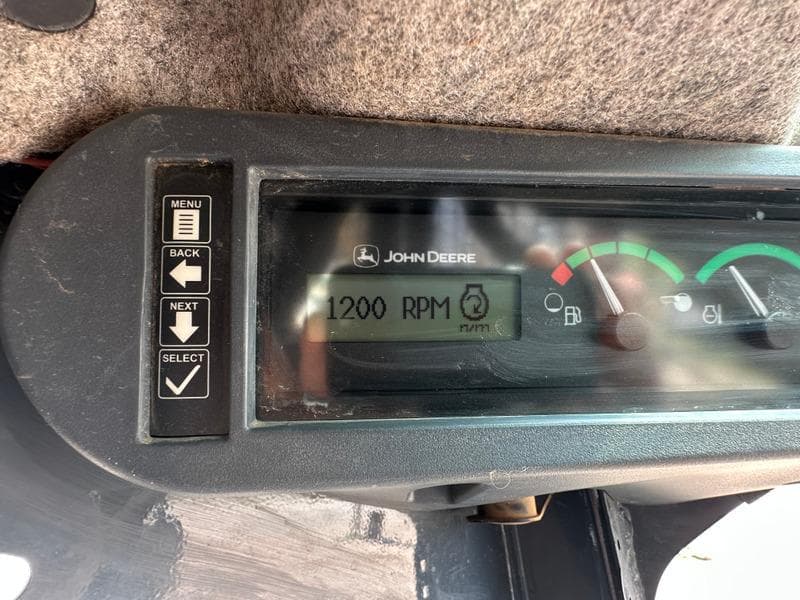 MENU
BACK
NEXT
SELECT
JOHN DEERE
1200 RPM
n/m